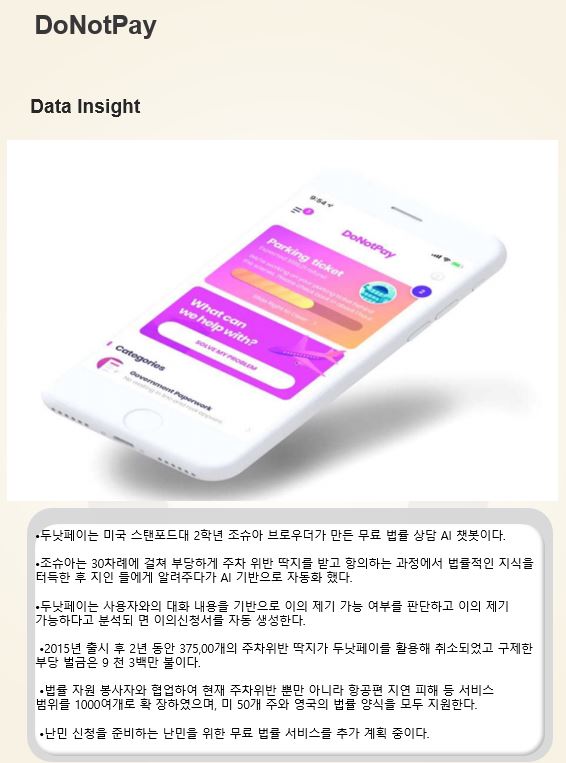 DoNotPay
Data Insight
9:54
DoNotPay
Parking ticket
2
What can
we help with?
SOLVE MY PROBLEM
Categories
Government Paperwork
•두낫페이는 미국 스탠포드대 2학년 조슈아 브로우더가 만든 무료 법률 상담 AI 챗봇이다.
•조슈아는 30차례에 걸쳐 부당하게 주차 위반 딱지를 받고 항의하는 과정에서 법률적인 지식을
터득한 후 지인 들에게 알려주다가 AI 기반으로 자동화 했다.
•두낫페이는 사용자와의 대화 내용을 기반으로 이의 제기 가능 여부를 판단하고 이의 제기
가능하다고 분석되 면 이의신청서를 자동 생성한다.
•2015년 출시 후 2년 동안 375,00개의 주차위반 딱지가 두낫페이를 활용해 취소되었고 구제한
부당 벌금은 9 천 3백만 불이다.
•법률 자원 봉사자와 협업하여 현재 주차위반 뿐만 아니라 항공편 지연 피해 등 서비스
범위를 1000여개로 확 장하였으며, 미 50개 주와 영국의 법률 양식을 모두 지원한다.
•난민 신청을 준비하는 난민을 위한 무료 법률 서비스를 추가 계획 중이다.